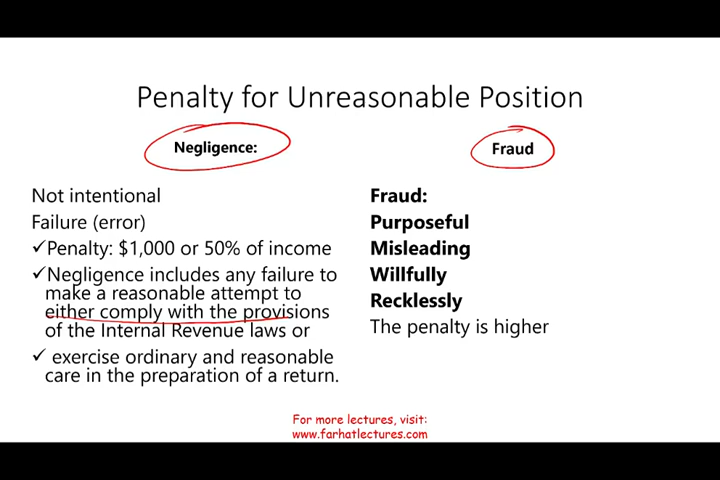 Penalty for Unreasonable Position
Negligence:
Not intentional
Failure (error)
✓Penalty: $1,000 or 50% of income
✓Negligence includes any failure to
make a reasonable attempt to
either comply with the provisions
of the Internal Revenue laws or
✓ exercise ordinary and reasonable
care in the preparation of a return.
Fraud
Fraud:
Purposeful
Misleading
Willfully
Recklessly
The penalty is higher
For more lectures, visit:
www.farhatlectures.com